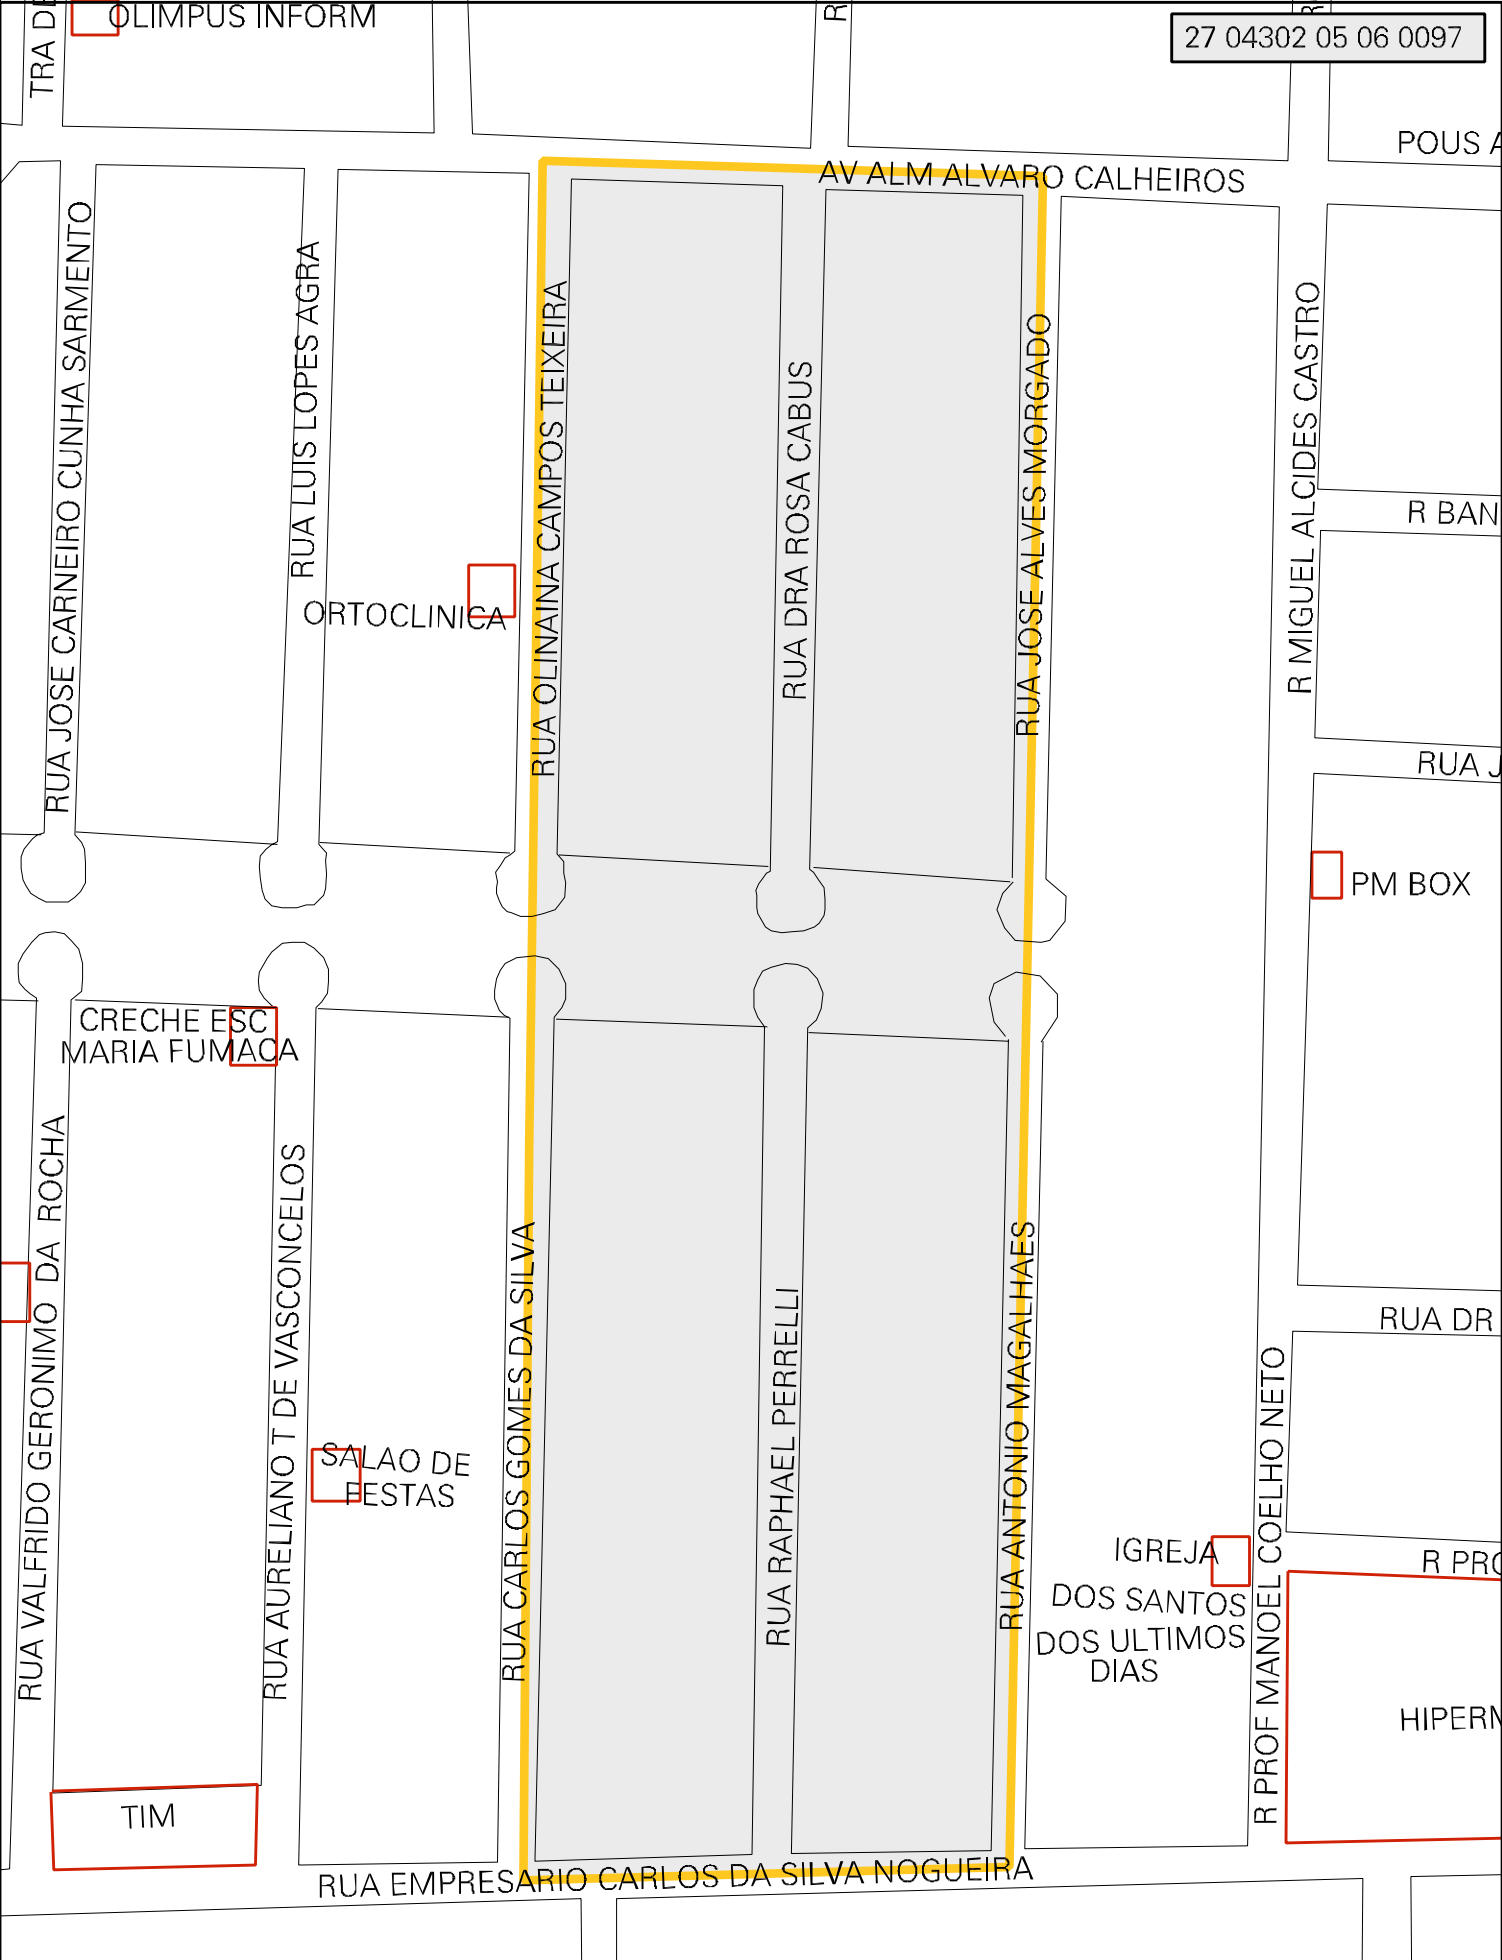 TRA DE
OLIMPUS INFORM
R
27 04302 05 06 0097
POUS A
AV ALM ALVARO CALHEIROS
RUA JOSE CARNEIRO CUNHA SARMENTO
RUA LUIS LOPES AGRA
RUA OLINAINA CAMPOS TEIXEIRA
RUA DRA ROSA CABUS
RUA JOSE ALVES MORGADO
R MIGUEL ALCIDES CASTRO
R BAN
ORTOCLINICA
RUA J
PM BOX
CRECHE ESC
MARIA FUMACA
RUA VALFRIDO GERONIMO DA ROCHA
RUA AURELIANO T DE VASCONCELOS
RUA CARLOS GOMES DA SILVA
RUA RAPHAEL PERRELLI
RUA ANTONIO MAGALHAES
RUA DR
R PROF MANOEL COELHO NETO
SALAO DE
FESTAS
IGREJA
DOS SANTOS
DOS ULTIMOS
DIAS
R PRO
HIPERM
TIM
RUA EMPRESARIO CARLOS DA SILVA NOGUEIRA